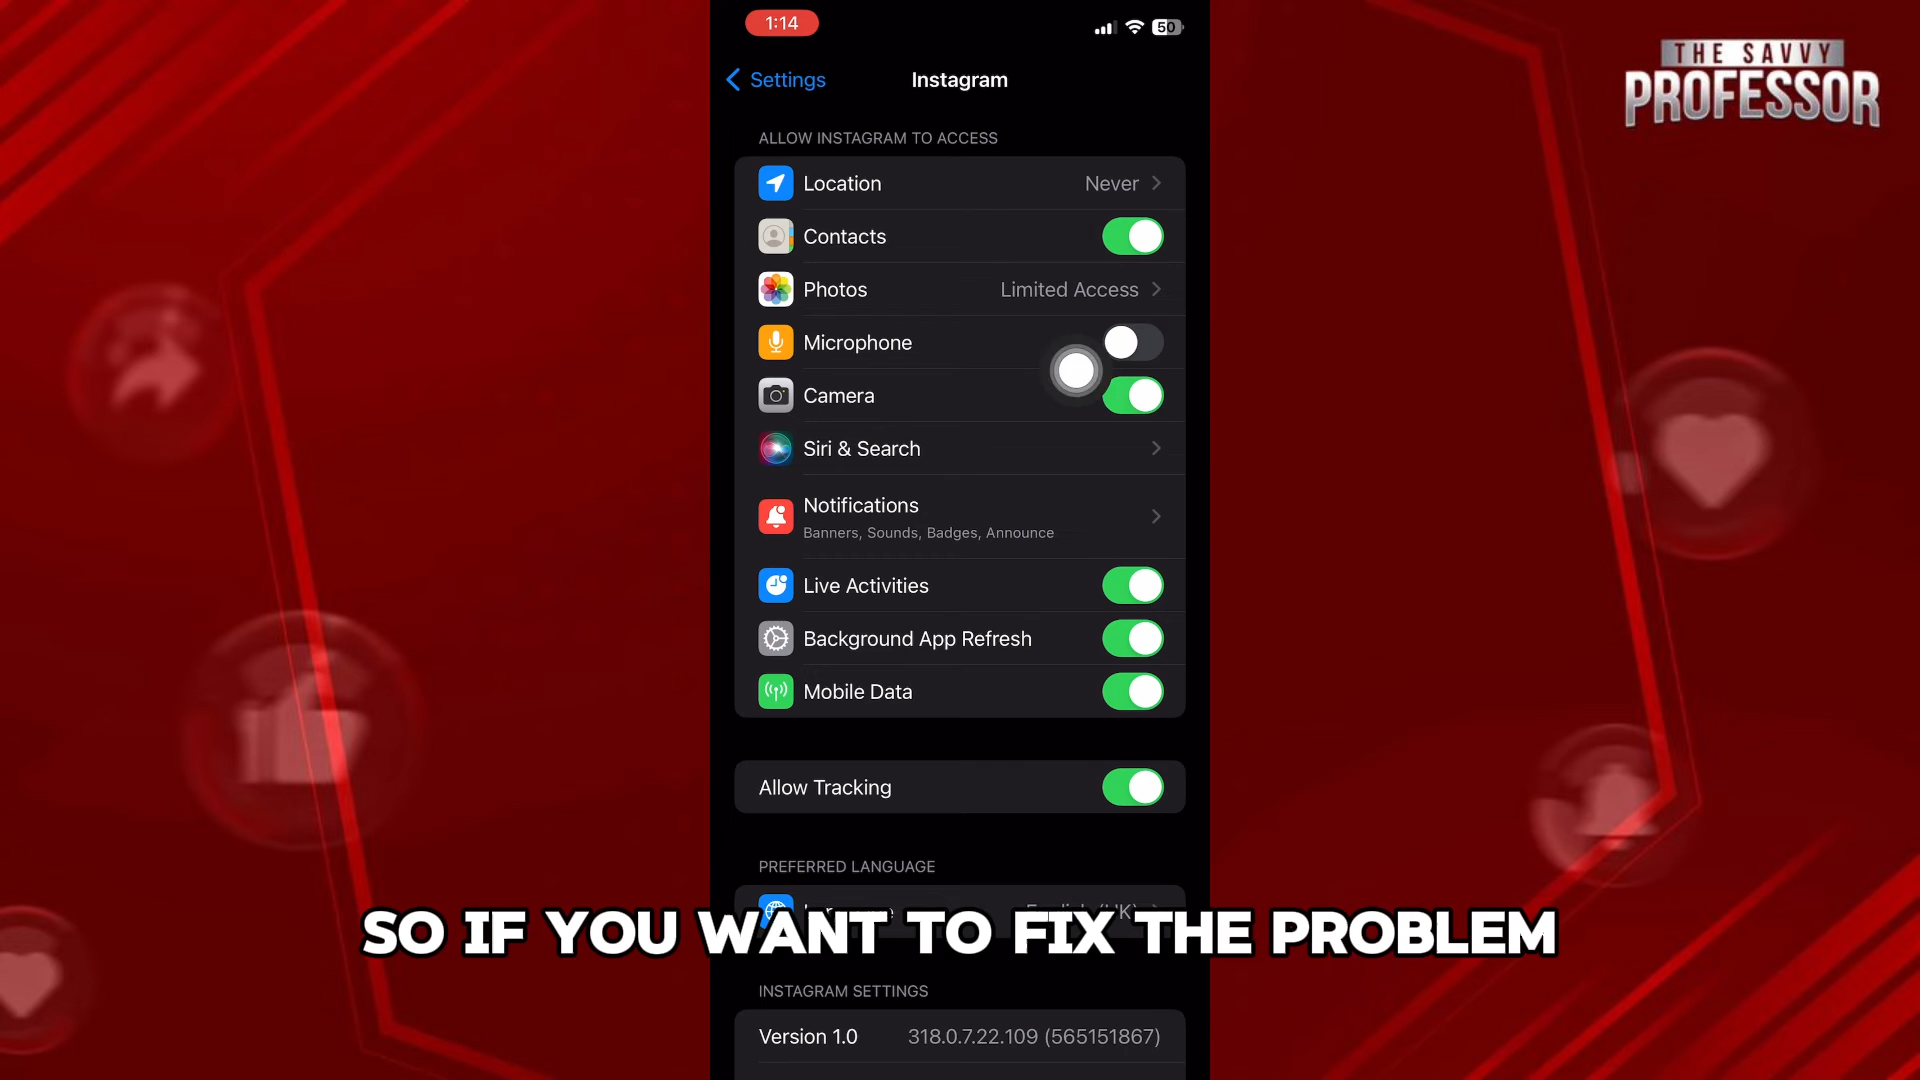 1:14
50
THE SAVVY
PROFESSOR
Settings
Instagram
ALLOW INSTAGRAM TO ACCESS
Location Never
Contacts
Photos Limited Access
Microphone
Camera
Siri & Search
Notifications
Banners, Sounds, Badges, Announce
Live Activities
Background App Refresh
Mobile Data
Allow Tracking
PREFERRED LANGUAGE
English (UK)
SO IF YOU WANT TO FIX THE PROBLEM
INSTAGRAM SETTINGS
Version 1.0 318.0.7.22.109 (565151867)